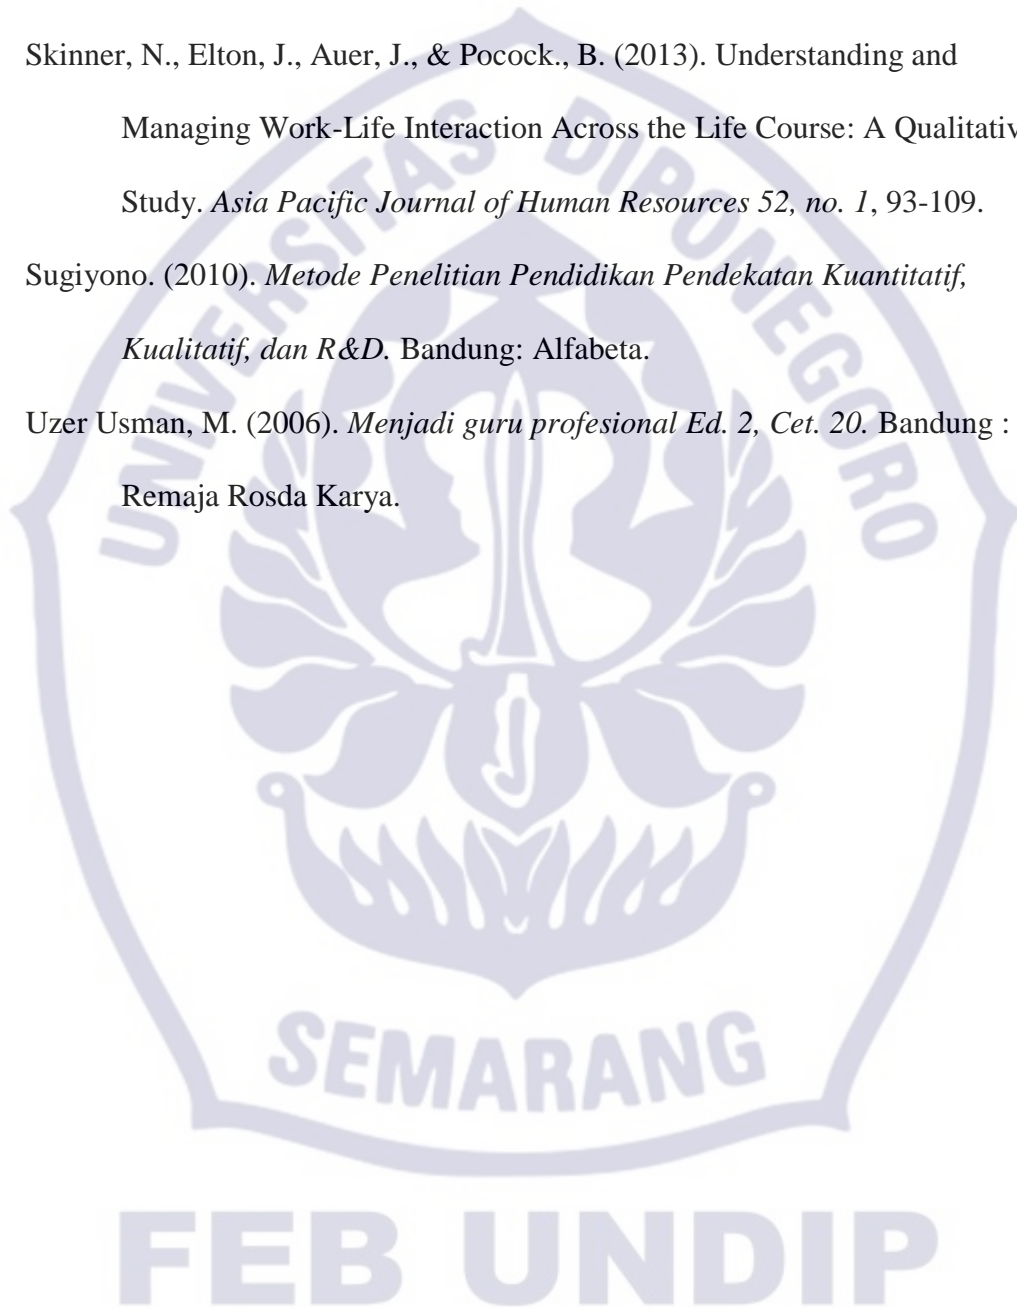 Skinner, N., Elton, J., Auer, J., & Pocock., B. (2013). Understanding and
Managing Work-Life Interaction Across the Life Course: A Qualitativ
Study. Asia Pacific Journal of Human Resources 52, no. 1, 93-109.
Sugiyono. (2010). Metode Penelitian Pendidikan Pendekatan Kuantitatif,
Kualitatif, dan R&D. Bandung: Alfabeta.
Uzer Usman, M. (2006). Menjadi guru profesional Ed. 2, Cet. 20. Bandung :
Remaja Rosda Karya.
UNIVERSITAS DIPONEGORO
SEMARANG
FEB UNDIP